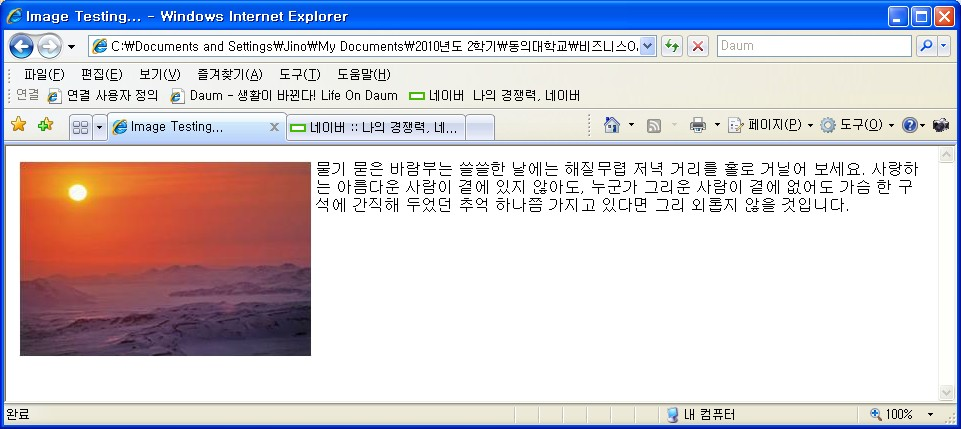 Image Testing... - Windows Internet Explorer
C:₩Documents and Settings₩Jino₩My Documents₩2010년도 2학기₩동의대학교₩비즈니스O
Daum
파일(F) 편집(E) 보기(V) 즐겨찾기(A) 도구(T) 도움말(H)
연결 연결 사용자 정의 Daum - 생활이 바뀐다! Life On Daum 네이버 나의 경쟁력, 네이버
Image Testing... 네이버 :: 나의 경쟁력, 네... 페이지(P) 도구(O)
물기 묻은 바람부는 쓸쓸한 날에는 해질무렵 저녁 거리를 홀로 거닐어 보세요. 사랑하
는 아름다운 사람이 곁에 있지 않아도, 누군가 그리운 사람이 곁에 없어도 가슴 한 구
석에 간직해 두었던 추억 하나쯤 가지고 있다면 그리 외롭지 않을 것입니다.
완료 내 컴퓨터 100%